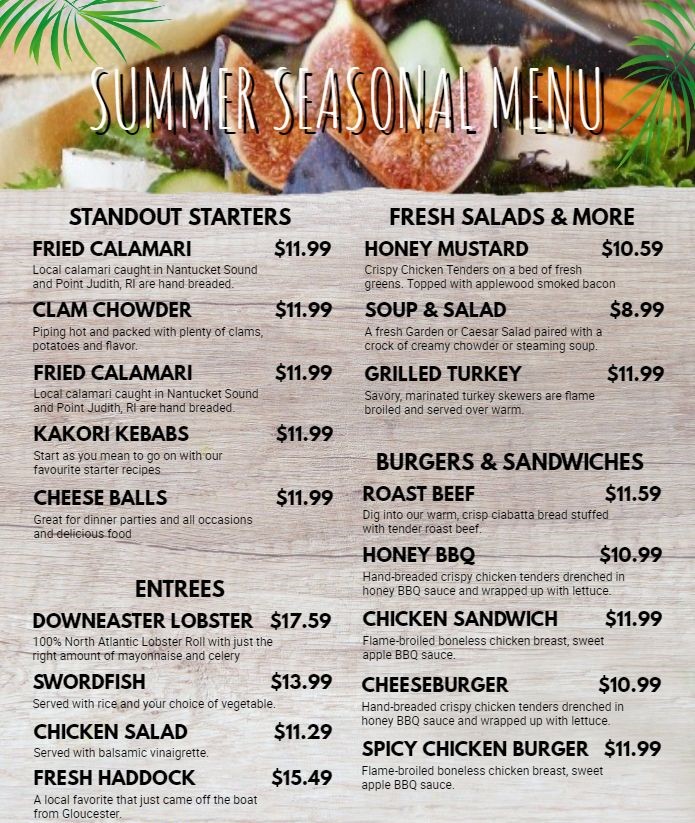 SUMMER SEASONAL MENU
STANDOUT STARTERS
FRIED CALAMARI $11.99
Local calamari caught in Nantucket Sound
and Point Judith, RI are hand breaded.
CLAM CHOWDER $11.99
Piping hot and packed with plenty of clams,
potatoes and flavor.
FRIED CALAMARI $11.99
Local calamari caught in Nantucket Sound
and Point Judith, RI are hand breaded.
KAKORI KEBABS $11.99
Start as you mean to go on with our
favourite starter recipes
CHEESE BALLS $11.99
Great for dinner parties and all occasions
and delicious food
ENTREES
DOWNEASTER LOBSTER $17.59
100% North Atlantic Lobster Roll with just the
right amount of mayonnaise and celery
SWORDFISH $13.99
Served with rice and your choice of vegetable.
CHICKEN SALAD $11.29
Served with balsamic vinaigrette.
FRESH HADDOCK $15.49
A local favorite that just came off the boat
from Gloucester.
FRESH SALADS & MORE
HONEY MUSTARD $10.59
Crispy Chicken Tenders on a bed of fresh
greens. Topped with applewood smoked bacon
SOUP & SALAD $8.99
A fresh Garden or Caesar Salad paired with a
crock of creamy chowder or steaming soup.
GRILLED TURKEY $11.99
Savory, marinated turkey skewers are flame
broiled and served over warm.
BURGERS & SANDWICHES
ROAST BEEF $11.59
Dig into our warm, crisp ciabatta bread stuffed
with tender roast beef.
HONEY BBQ $10.99
Hand-breaded crispy chicken tenders drenched in
honey BBQ sauce and wrapped up with lettuce.
CHICKEN SANDWICH $11.99
Flame-broiled boneless chicken breast, sweet
apple BBQ sauce.
CHEESEBURGER $10.99
Hand-breaded crispy chicken tenders drenched in
honey BBQ sauce and wrapped up with lettuce.
SPICY CHICKEN BURGER $11.99
Flame-broiled boneless chicken breast, sweet
apple BBQ sauce.